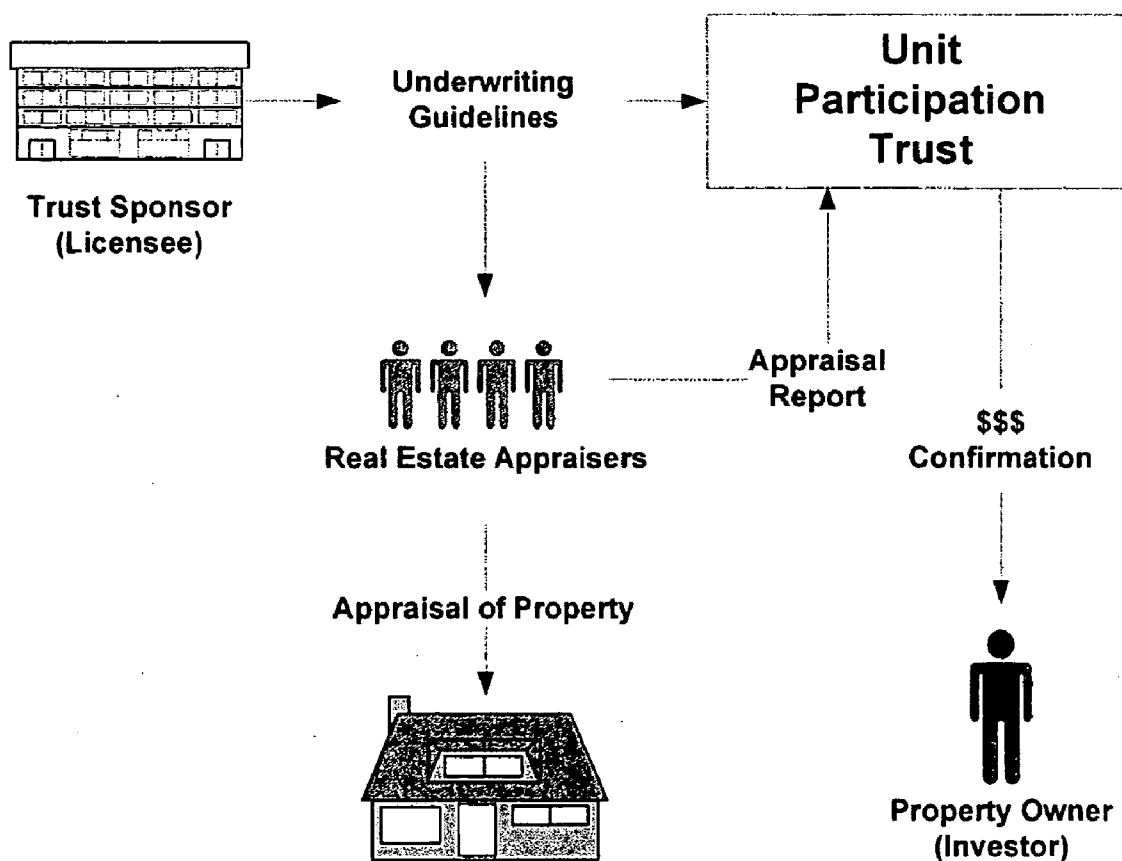 Unit
Participation
Trust
Underwriting
Guidelines
Trust Sponsor
(Licensee)
Appraisal
Report
Real Estate Appraisers
$$$
Confirmation
Appraisal of Property
Property Owner
(Investor)